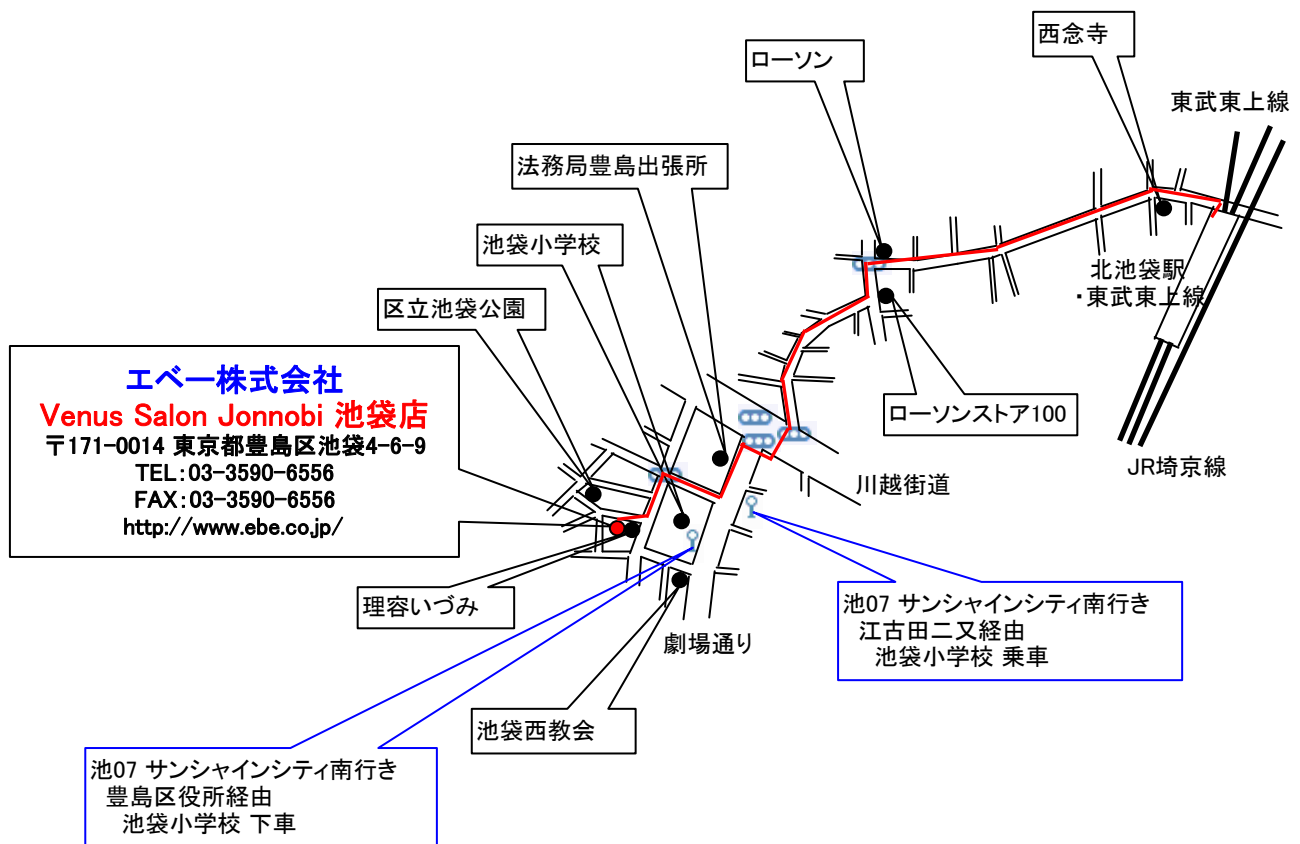 西念寺
ローソン
東武東上線
法務局豊島出張所
池袋小学校
区立池袋公園
北池袋駅
・東武東上線
エベー株式会社
Venus Salon Jonnobi 池袋店
〒171-0014 東京都豊島区池袋4-6-9
TEL:03-3590-6556
FAX:03-3590-6556
http://www.ebe.co.jp/
ローソンストア100
JR埼京線
川越街道
理容いづみ
池07 サンシャインシティ南行き
江古田二又経由
池袋小学校 乗車
劇場通り
池袋西教会
池07 サンシャインシティ南行き
豊島区役所経由
池袋小学校 下車